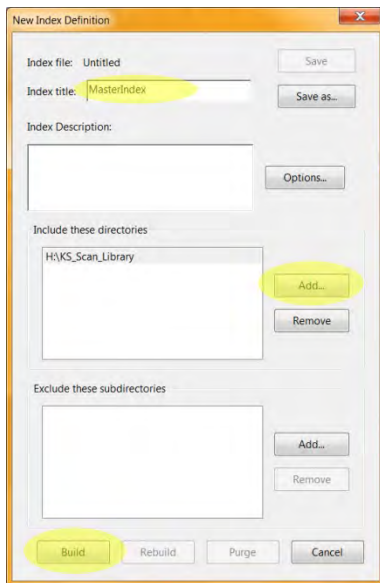 New Index Definition
Index file: Untitled
Save
Index title: MasterIndex
Save as...
Index Description:
Options...
Include these directories
H:\KS_Scan_Library
Add...
Remove
Exclude these subdirectories
Add...
Remove
Build
Rebuild
Purge
Cancel